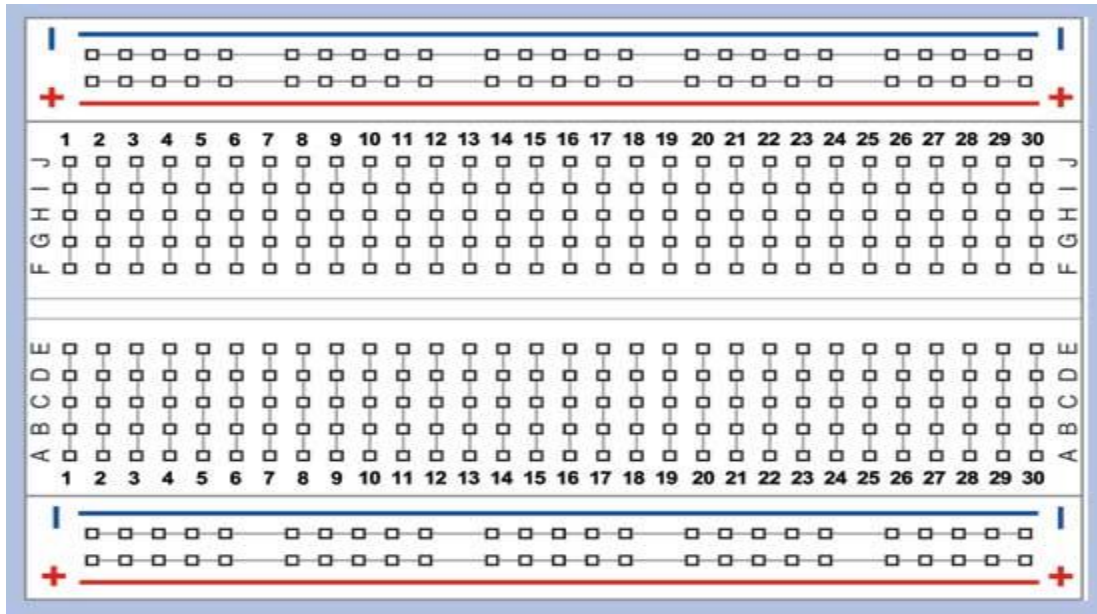 − −
+ +
1 2 3 4 5 6 7 8 9 10 11 12 13 14 15 16 17 18 19 20 21 22 23 24 25 26 27 28 29 30
J J
I I
H H
G G
F F
E E
D D
C C
B B
A A
1 2 3 4 5 6 7 8 9 10 11 12 13 14 15 16 17 18 19 20 21 22 23 24 25 26 27 28 29 30
− −
+ +